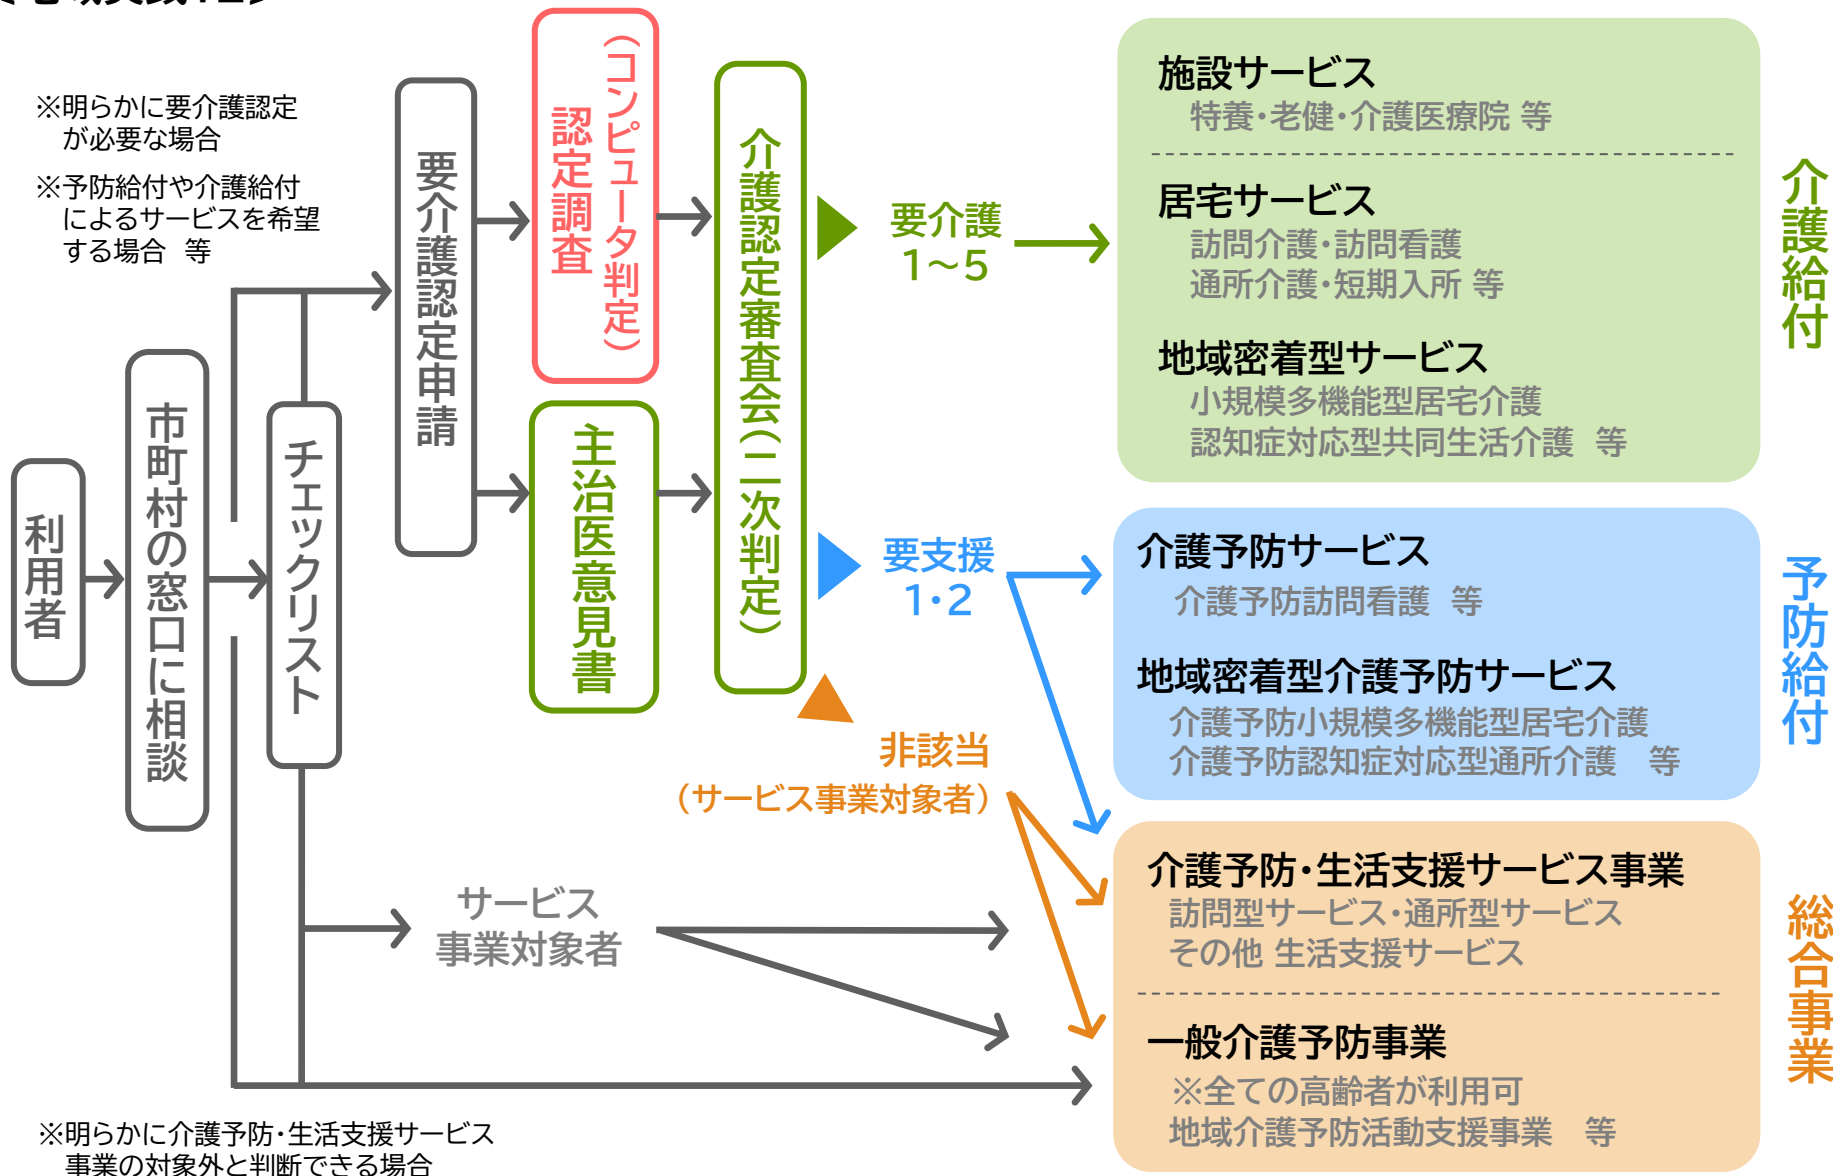 ※明らかに要介護認定
が必要な場合
※予防給付や介護給付
によるサービスを希望
する場合 等
利用者
市町村の窓口に相談
チェックリスト
要介護認定申請
認定調査
(コンピュータ判定)
主治医意見書
介護認定審査会(二次判定)
要介護
1〜5
要支援
1・2
非該当
(サービス事業対象者)
サービス
事業対象者
施設サービス
特養・老健・介護医療院 等
居宅サービス
訪問介護・訪問看護
通所介護・短期入所 等
地域密着型サービス
小規模多機能型居宅介護
認知症対応型共同生活介護 等
介護給付
介護予防サービス
介護予防訪問看護 等
地域密着型介護予防サービス
介護予防小規模多機能型居宅介護
介護予防認知症対応型通所介護 等
予防給付
介護予防・生活支援サービス事業
訪問型サービス・通所型サービス
その他 生活支援サービス
一般介護予防事業
※全ての高齢者が利用可
地域介護予防活動支援事業 等
総合事業
※明らかに介護予防・生活支援サービス
事業の対象外と判断できる場合